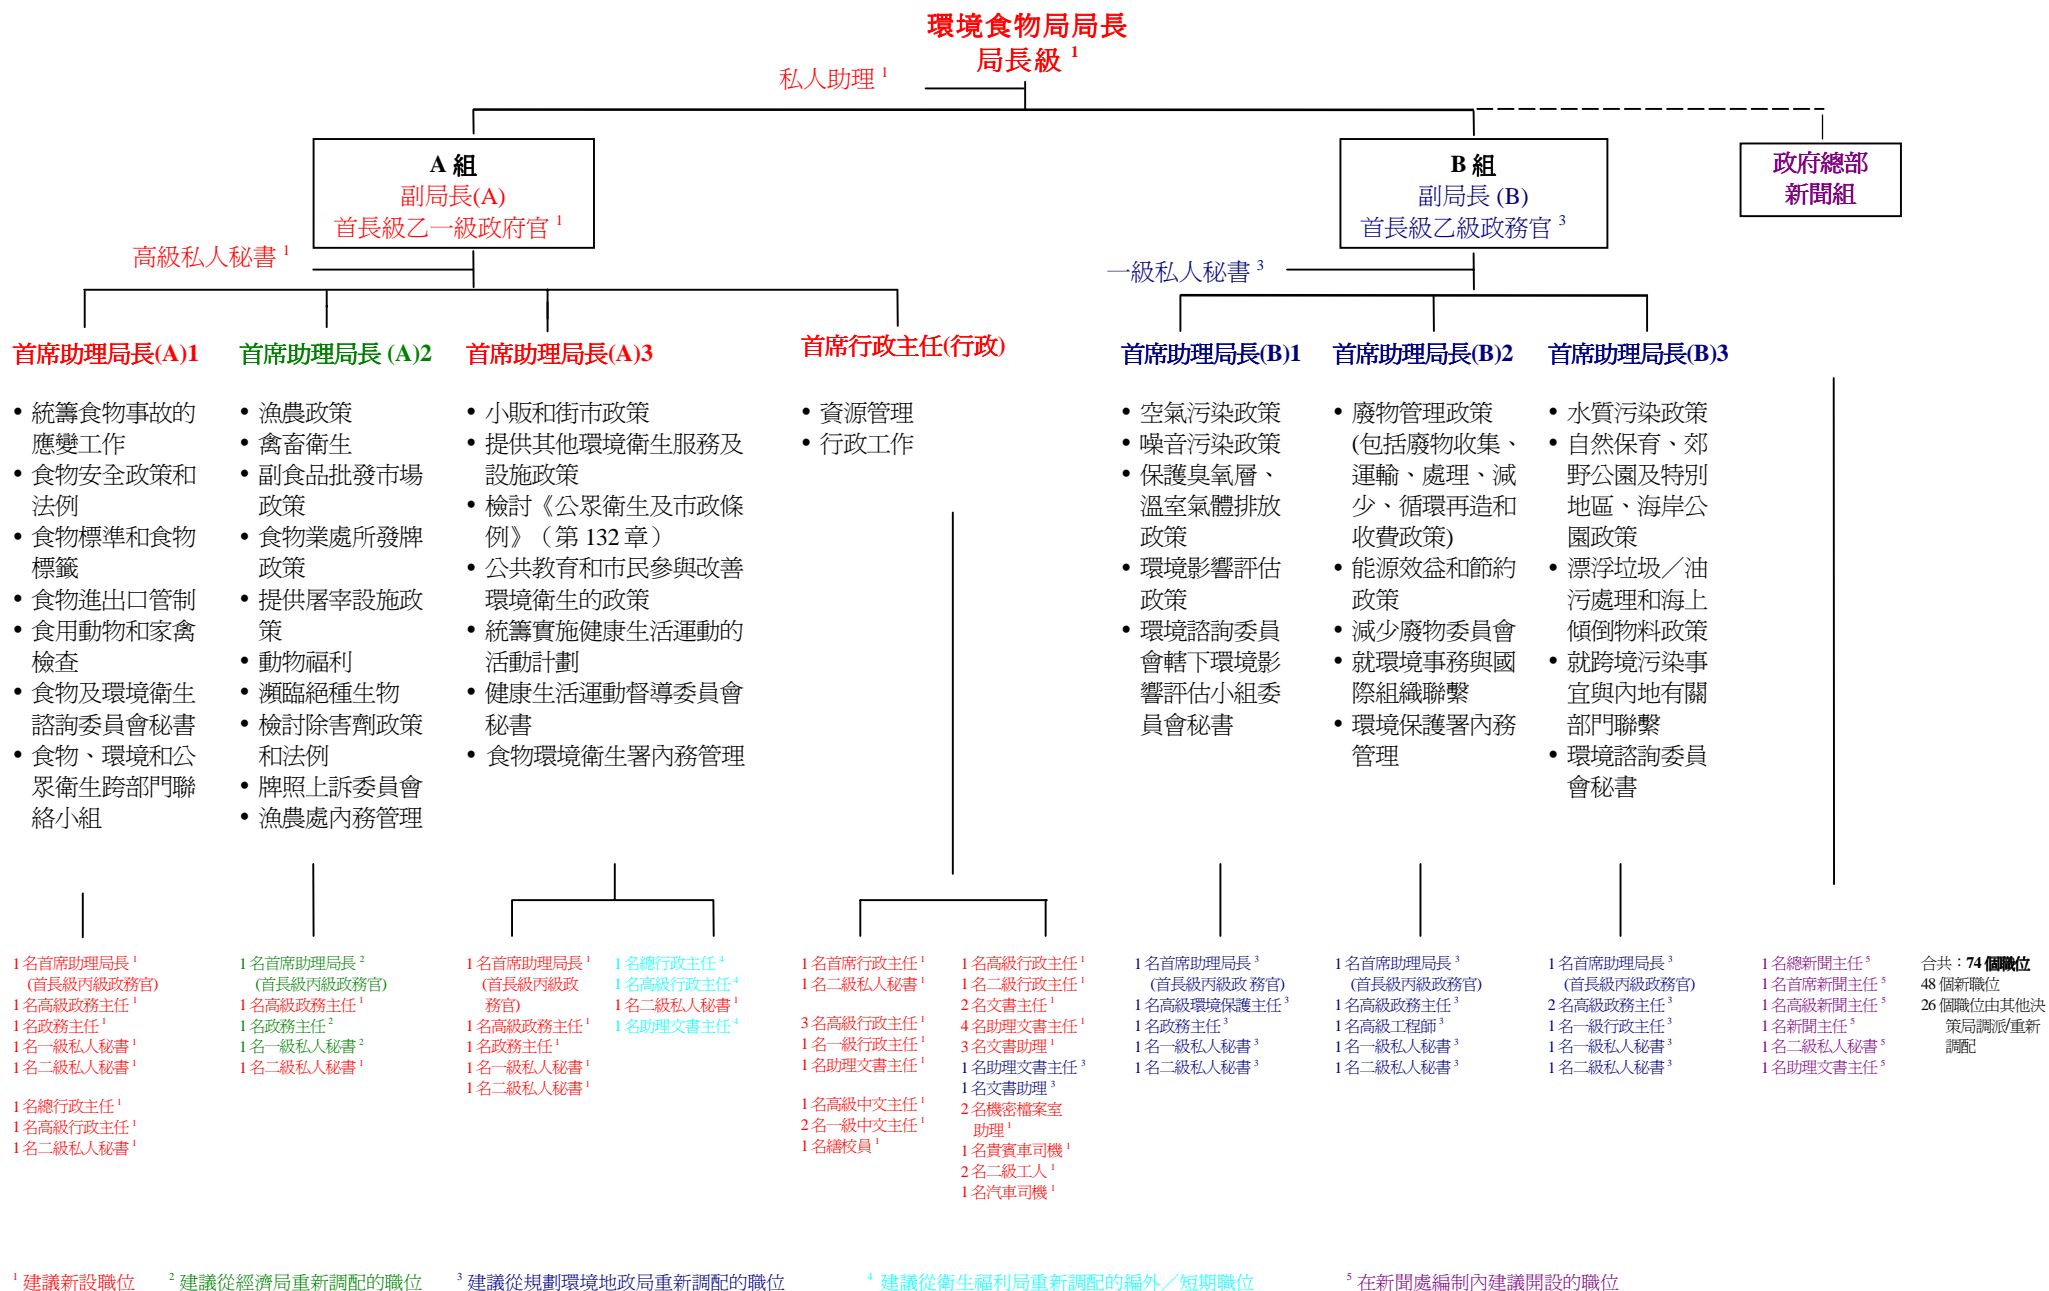 環境食物局局長
局長級 1
私人助理 1
A 組
副局長(A)
首長級乙一級政府官 1
高級私人秘書 1
B 組
副局長 (B)
首長級乙級政務官 3
一級私人秘書 3
政府總部
新聞組
首席助理局長(A)1
• 統籌食物事故的
應變工作
• 食物安全政策和
法例
• 食物標準和食物
標籤
• 食物進出口管制
• 食用動物和家禽
檢查
• 食物及環境衛生
諮詢委員會秘書
• 食物、環境和公
眾衛生跨部門聯
絡小組
首席助理局長 (A)2
• 漁農政策
• 禽畜衛生
• 副食品批發市場
政策
• 食物業處所發牌
政策
• 提供屠宰設施政
策
• 動物福利
• 瀕臨絕種生物
• 檢討除害劑政策
和法例
• 牌照上訴委員會
• 漁農處內務管理
首席助理局長(A)3
• 小販和街市政策
• 提供其他環境衛生服務及
設施政策
• 檢討《公眾衛生及市政條
例》（第 132 章）
• 公共教育和市民參與改善
環境衛生的政策
• 統籌實施健康生活運動的
活動計劃
• 健康生活運動督導委員會
秘書
• 食物環境衛生署內務管理
首席行政主任(行政)
• 資源管理
• 行政工作
首席助理局長(B)1
• 空氣污染政策
• 噪音污染政策
• 保護臭氧層、
溫室氣體排放
政策
• 環境影響評估
政策
• 環境諮詢委員
會轄下環境影
響評估小組委
員會秘書
首席助理局長(B)2
• 廢物管理政策
(包括廢物收集、
運輸、處理、減
少、循環再造和
收費政策)
• 能源效益和節約
政策
• 減少廢物委員會
• 就環境事務與國
際組織聯繫
• 環境保護署內務
管理
首席助理局長(B)3
• 水質污染政策
• 自然保育、郊
野公園及特別
地區、海岸公
園政策
• 漂浮垃圾／油
污處理和海上
傾倒物料政策
• 就跨境污染事
宜與內地有關
部門聯繫
• 環境諮詢委員
會秘書
1 名首席助理局長 1
(首長級丙級政務官)
1 名高級政務主任 1
1 名政務主任 1
1 名一級私人秘書 1
1 名二級私人秘書 1
1 名總行政主任 1
1 名高級行政主任 1
1 名二級私人秘書 1
1 名首席助理局長 2
(首長級丙級政務官)
1 名高級政務主任 1
1 名政務主任 2
1 名一級私人秘書 2
1 名二級私人秘書 1
1 名首席助理局長 1
(首長級丙級政
務官)
1 名高級政務主任 1
1 名政務主任 1
1 名一級私人秘書 1
1 名二級私人秘書 1
1 名總行政主任 4
1 名高級行政主任 4
1 名二級私人秘書 1
1 名助理文書主任 4
1 名首席行政主任 1
1 名二級私人秘書 1
3 名高級行政主任 1
1 名一級行政主任 1
1 名助理文書主任 1
1 名高級中文主任 1
2 名一級中文主任 1
1 名繕校員 1
1 名高級行政主任 1
1 名二級行政主任 1
2 名文書主任 1
4 名助理文書主任 1
3 名文書助理 1
1 名助理文書主任 3
1 名文書助理 3
2 名機密檔案室
助理 1
1 名貴賓車司機 1
2 名二級工人 1
1 名汽車司機 1
1 名首席助理局長 3
(首長級丙級政 務官)
1 名高級環境保護主任 3
1 名政務主任 3
1 名一級私人秘書 3
1 名二級私人秘書 3
1 名首席助理局長 3
(首長級丙級政務官)
1 名高級政務主任 3
1 名高級工程師 3
1 名一級私人秘書 3
1 名二級私人秘書 3
1 名首席助理局長 3
(首長級丙級政務官)
2 名高級政務主任 3
1 名一級行政主任 3
1 名一級私人秘書 3
1 名二級私人秘書 3
1 名總新聞主任 5
1 名首席新聞主任 5
1 名高級新聞主任 5
1 名新聞主任 5
1 名二級私人秘書 5
1 名助理文書主任 5
合共：74 個職位
48 個新職位
26 個職位由其他決
策局調派/重新
調配
1 建議新設職位
2 建議從經濟局重新調配的職位
3 建議從規劃環境地政局重新調配的職位
4 建議從衛生福利局重新調配的編外／短期職位
5 在新聞處編制內建議開設的職位